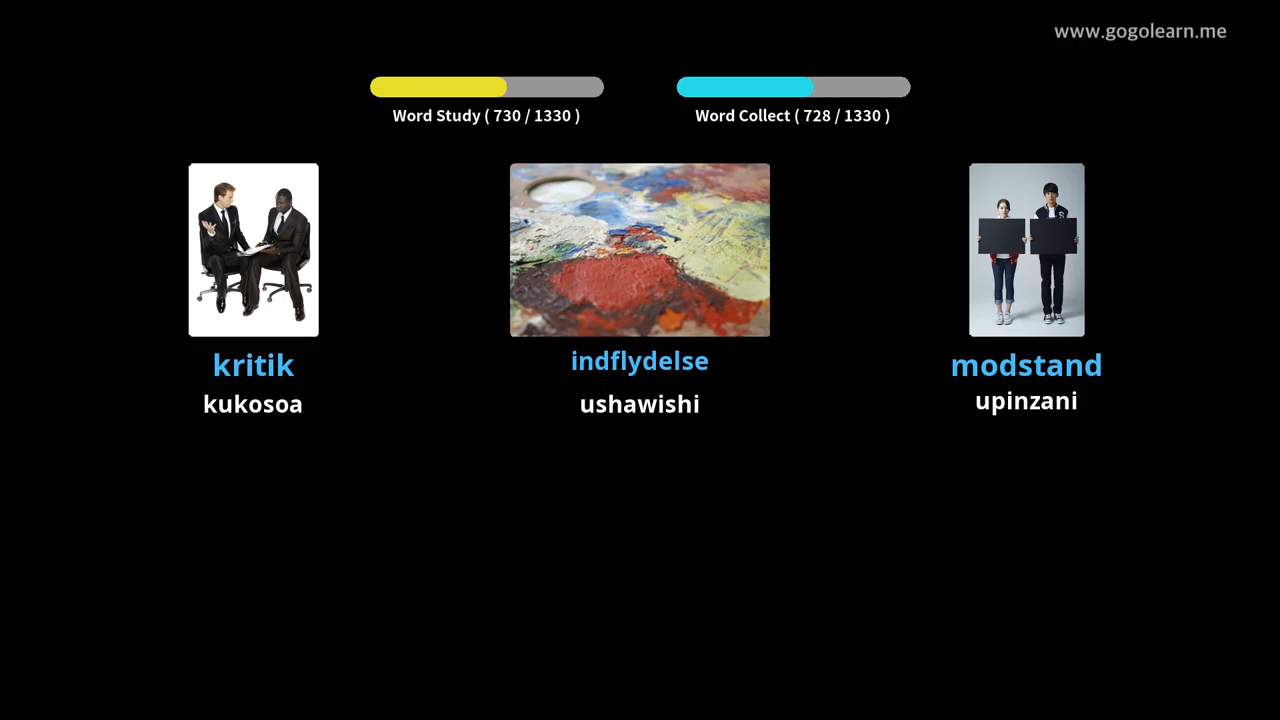 www.gogolearn.me
Word Study ( 730 / 1330 )
Word Collect ( 728 / 1330 )
kritik
kukosoa
indflydelse
ushawishi
modstand
upinzani